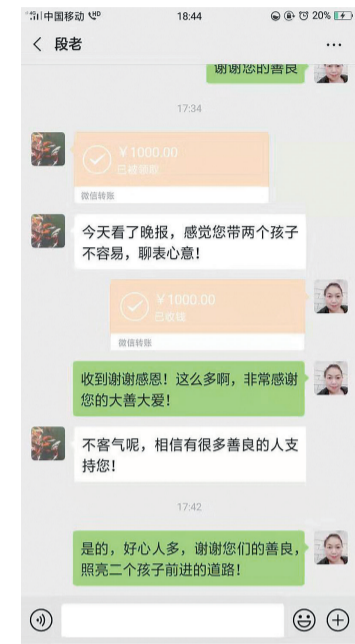 中国移动
18:44
20%
段老
谢谢您的善良
17:34
￥1000.00
已被领取
微信转账
今天看了晚报，感觉您带两个孩子
不容易，聊表心意！
￥1000.00
已收钱
微信转账
收到谢谢感恩！这么多啊，非常感谢
您的大善大爱！
不客气呢，相信有很多善良的人支
持您！
17:42
是的，好心人多，谢谢您们的善良，
照亮二个孩子前进的道路！